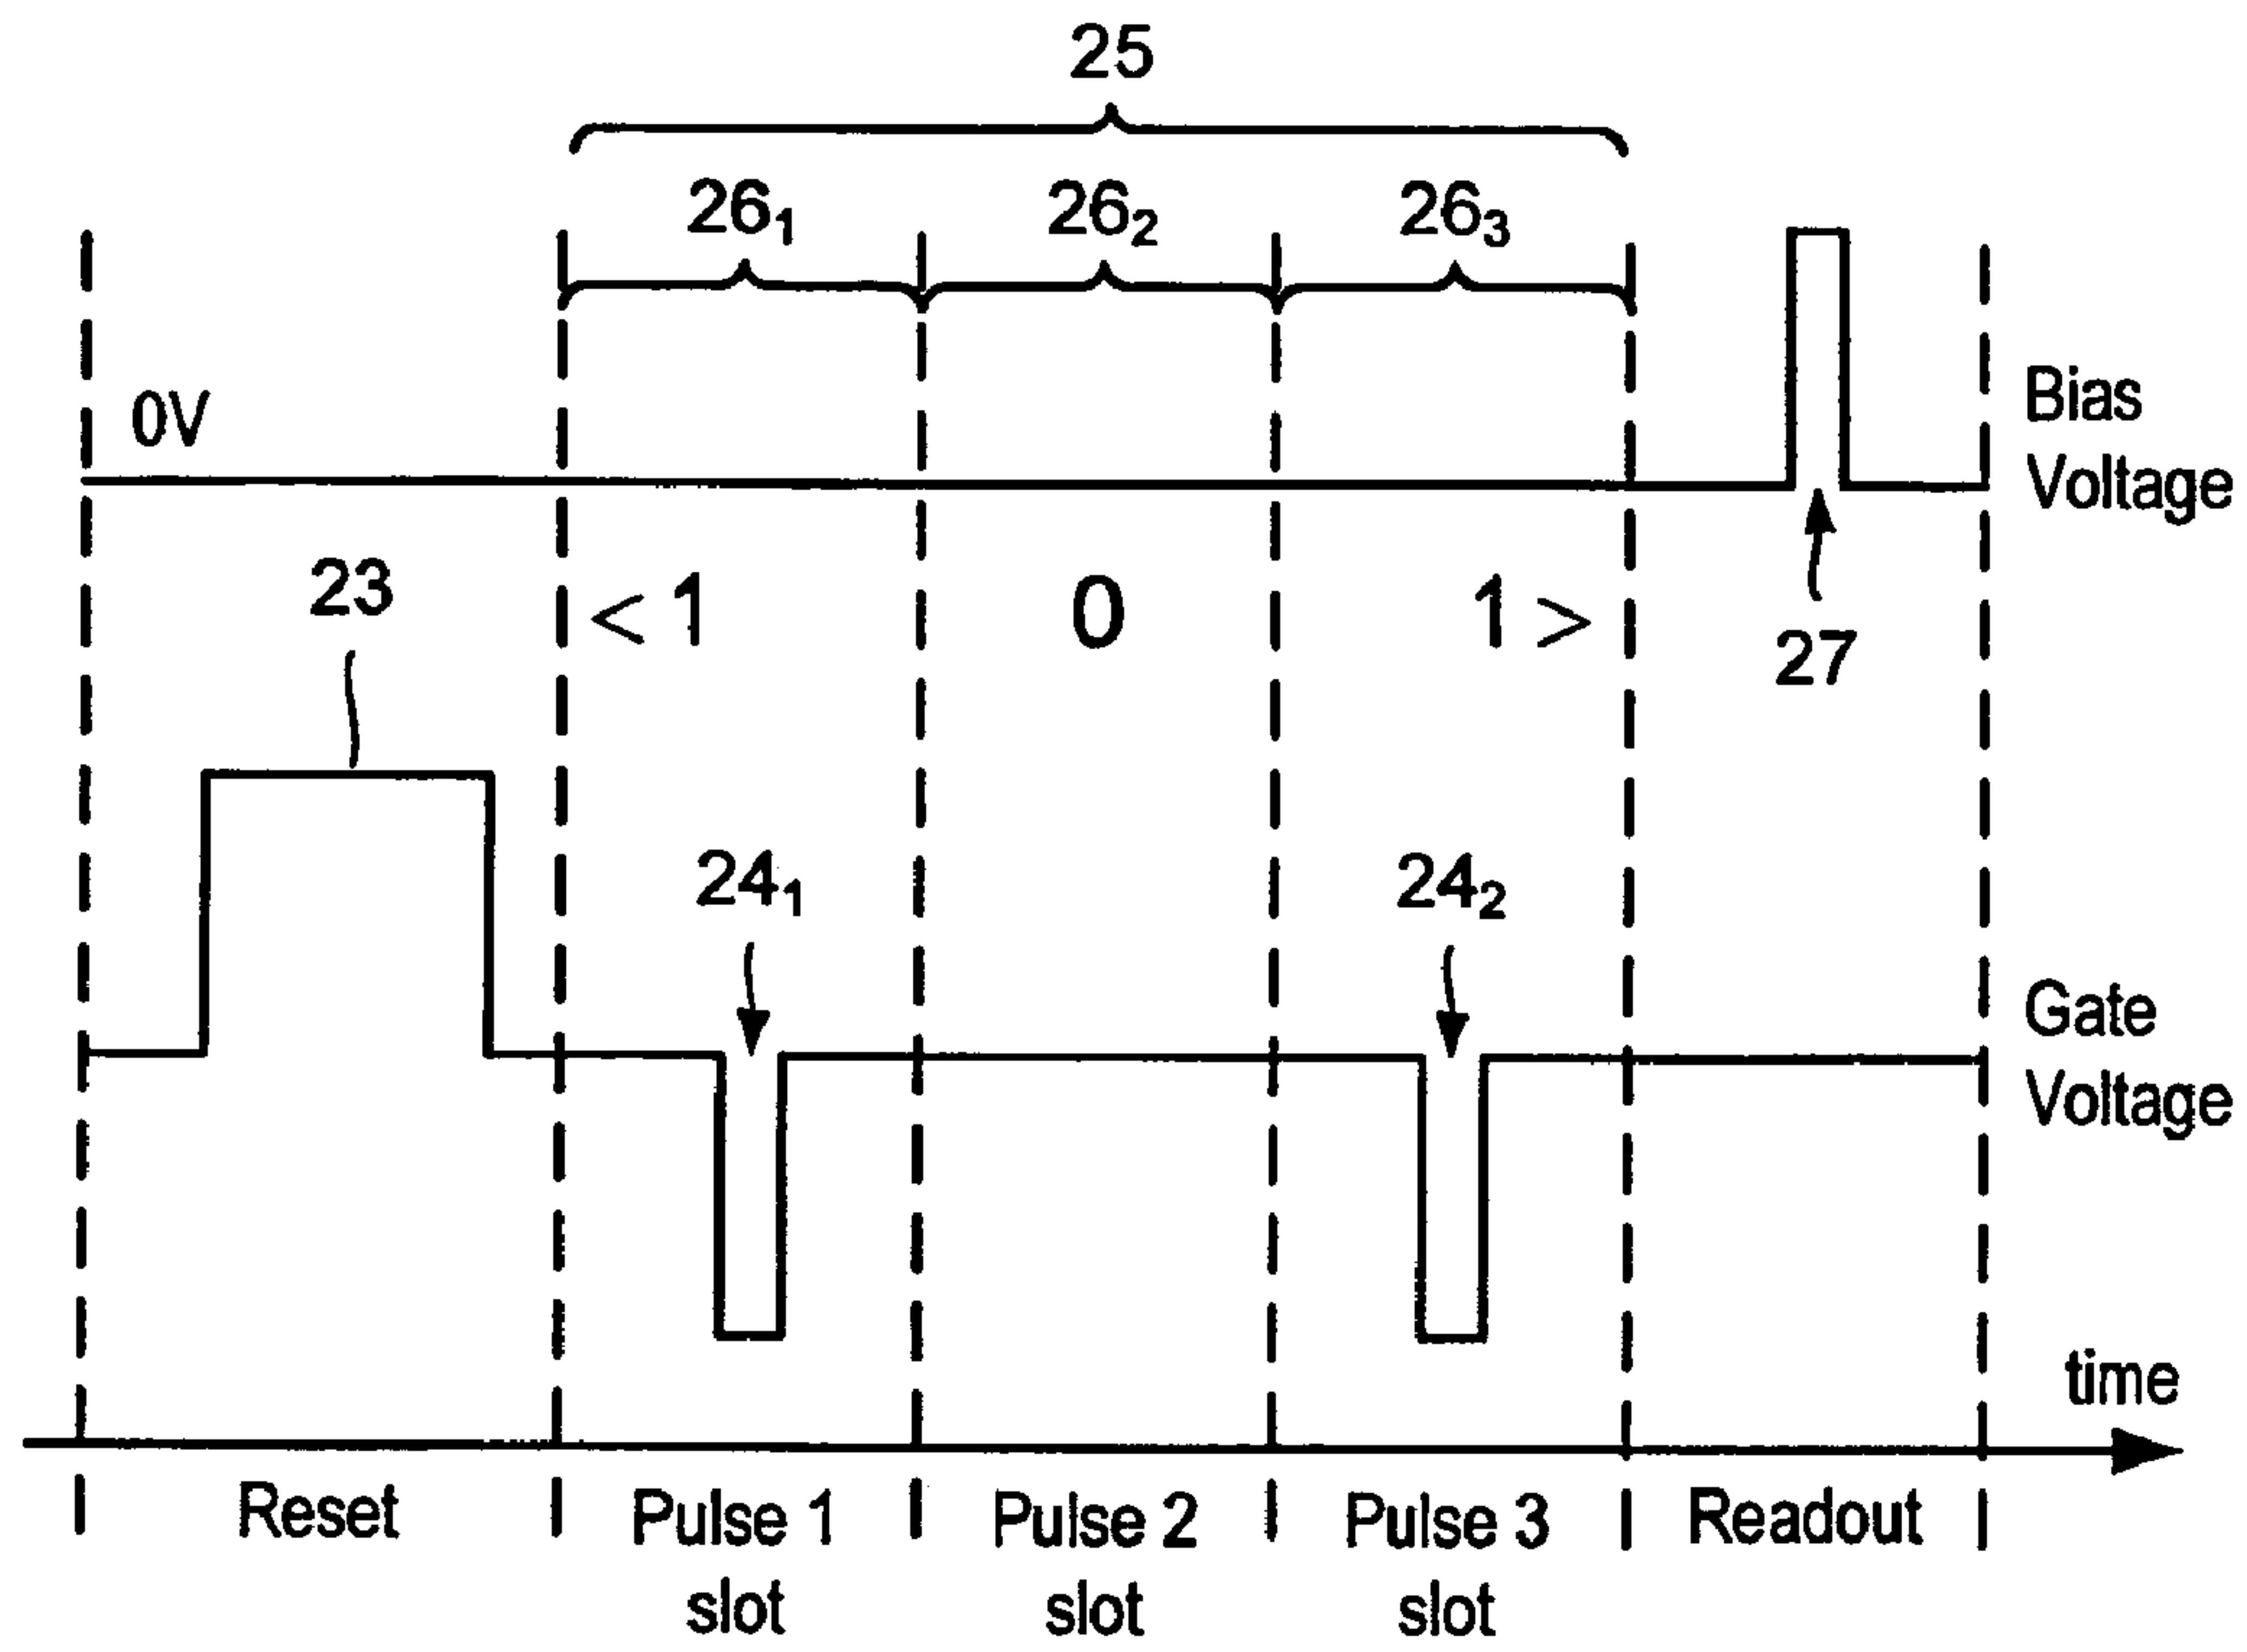 25
26₁ 26₂ 26₃
0V
Bias
Voltage
23
< 1 0 1 >
27
24₁ 24₂
Gate
Voltage
time
Reset Pulse 1 Pulse 2 Pulse 3 Readout
slot slot slot